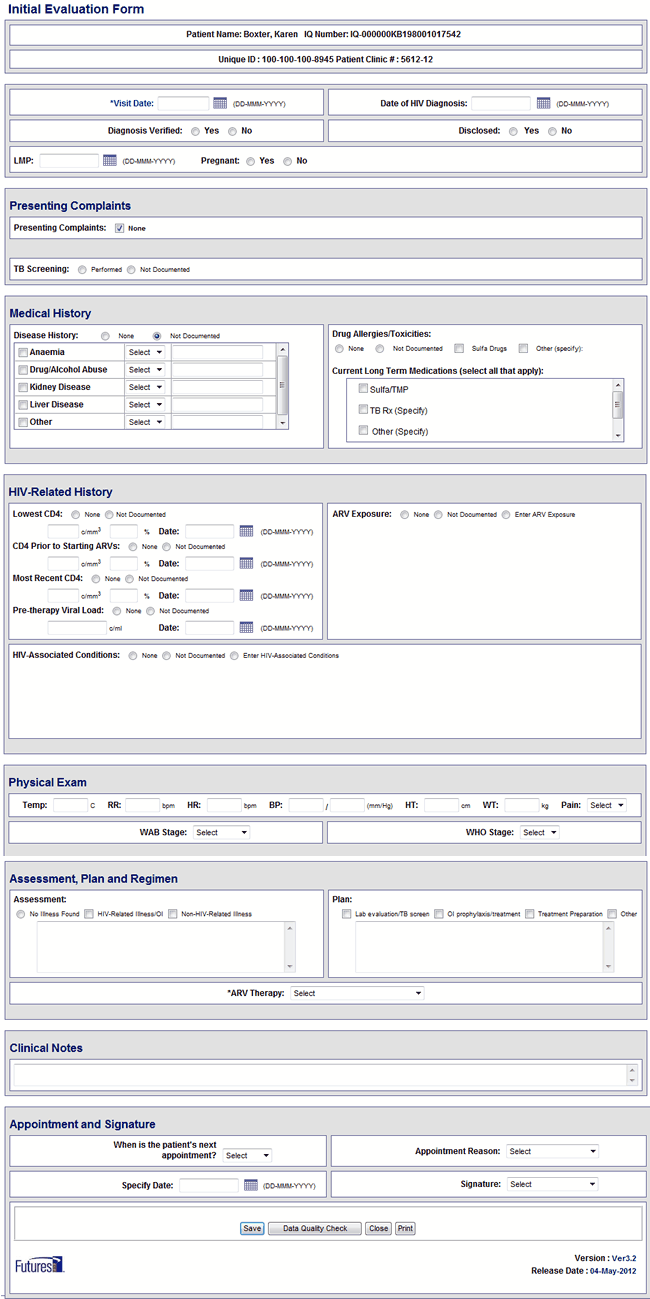 Initial Evaluation Form
Patient Name: Boxter, Karen IQ Number: IQ-000000KB198001017542
Unique ID : 100-100-100-8945 Patient Clinic # : 5612-12
*Visit Date: (DD-MMM-YYYY) Date of HIV Diagnosis: (DD-MMM-YYYY)
Diagnosis Verified: Yes No Disclosed: Yes No
LMP: (DD-MMM-YYYY) Pregnant: Yes No
Presenting Complaints
Presenting Complaints: None
TB Screening: Performed Not Documented
Medical History
Disease History: None Not Documented
Anaemia Select
Drug/Alcohol Abuse Select
Kidney Disease Select
Liver Disease Select
Other Select
Drug Allergies/Toxicities:
None Not Documented Sulfa Drugs Other (specify):
Current Long Term Medications (select all that apply):
Sulfa/TMP
TB Rx (Specify)
Other (Specify)
HIV-Related History
Lowest CD4: None Not Documented
c/mm³ % Date: (DD-MMM-YYYY)
CD4 Prior to Starting ARVs: None Not Documented
c/mm³ % Date: (DD-MMM-YYYY)
Most Recent CD4: None Not Documented
c/mm³ % Date: (DD-MMM-YYYY)
Pre-therapy Viral Load: None Not Documented
c/ml Date: (DD-MMM-YYYY)
ARV Exposure: None Not Documented Enter ARV Exposure
HIV-Associated Conditions: None Not Documented Enter HIV-Associated Conditions
Physical Exam
Temp: C RR: bpm HR: bpm BP: / (mm/Hg) HT: cm WT: kg Pain: Select
WAB Stage: Select WHO Stage: Select
Assessment, Plan and Regimen
Assessment:
No Illness Found HIV-Related Illness/OI Non-HIV-Related Illness
Plan:
Lab evaluation/TB screen OI prophylaxis/treatment Treatment Preparation Other
*ARV Therapy: Select
Clinical Notes
Appointment and Signature
When is the patient's next
appointment? Select
Appointment Reason: Select
Specify Date: (DD-MMM-YYYY) Signature: Select
Save Data Quality Check Close Print
Futures
Version : Ver3.2
Release Date : 04-May-2012